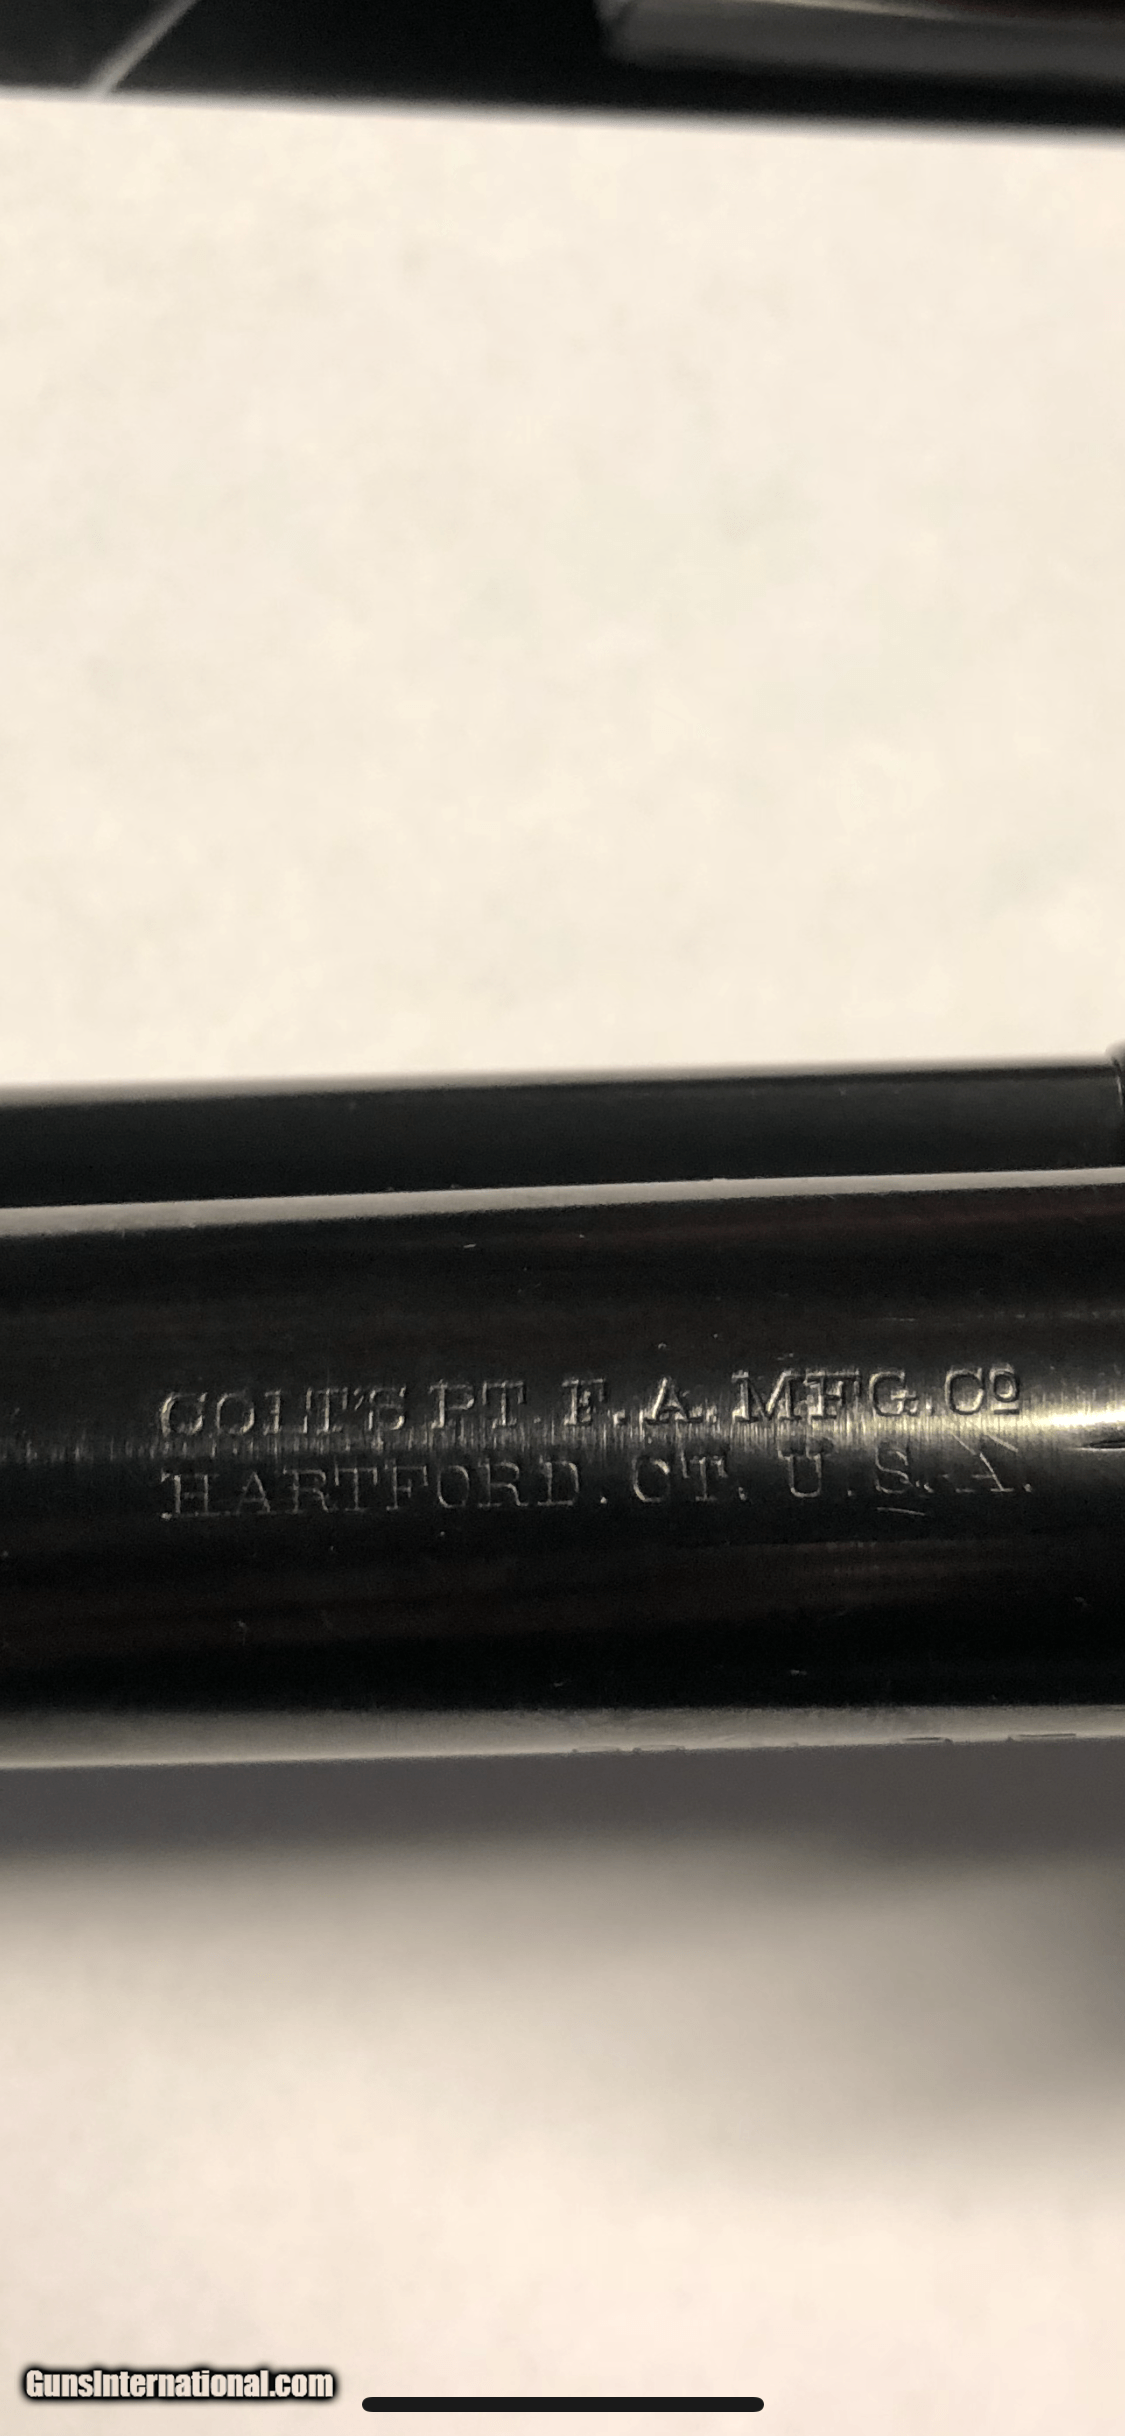 COLT'S PT. F. A. MFG. Cº
HARTFORD. CT. U. S. A.
GunsInternational.com